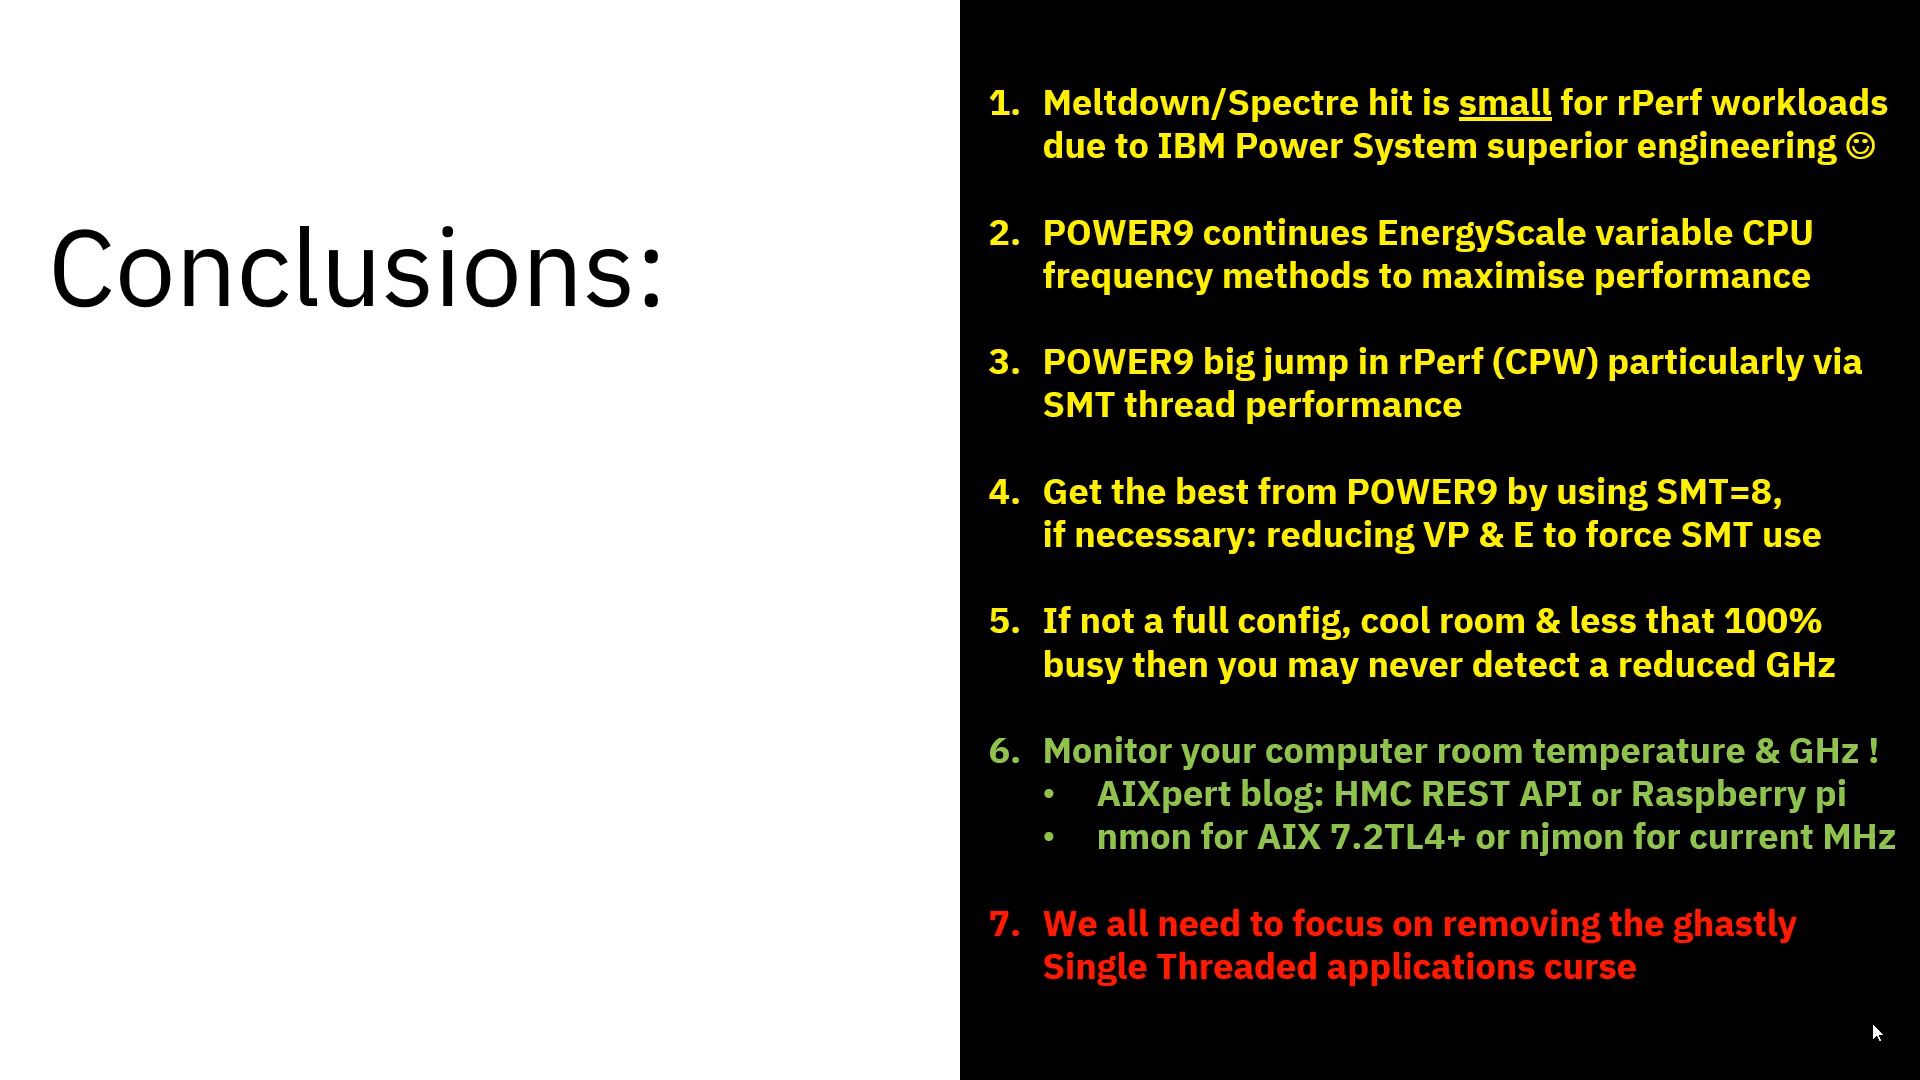 Conclusions:
1. Meltdown/Spectre hit is small for rPerf workloads
due to IBM Power System superior engineering ☺
2. POWER9 continues EnergyScale variable CPU
frequency methods to maximise performance
3. POWER9 big jump in rPerf (CPW) particularly via
SMT thread performance
4. Get the best from POWER9 by using SMT=8,
if necessary: reducing VP & E to force SMT use
5. If not a full config, cool room & less that 100%
busy then you may never detect a reduced GHz
6. Monitor your computer room temperature & GHz !
• AIXpert blog: HMC REST API or Raspberry pi
• nmon for AIX 7.2TL4+ or njmon for current MHz
7. We all need to focus on removing the ghastly
Single Threaded applications curse